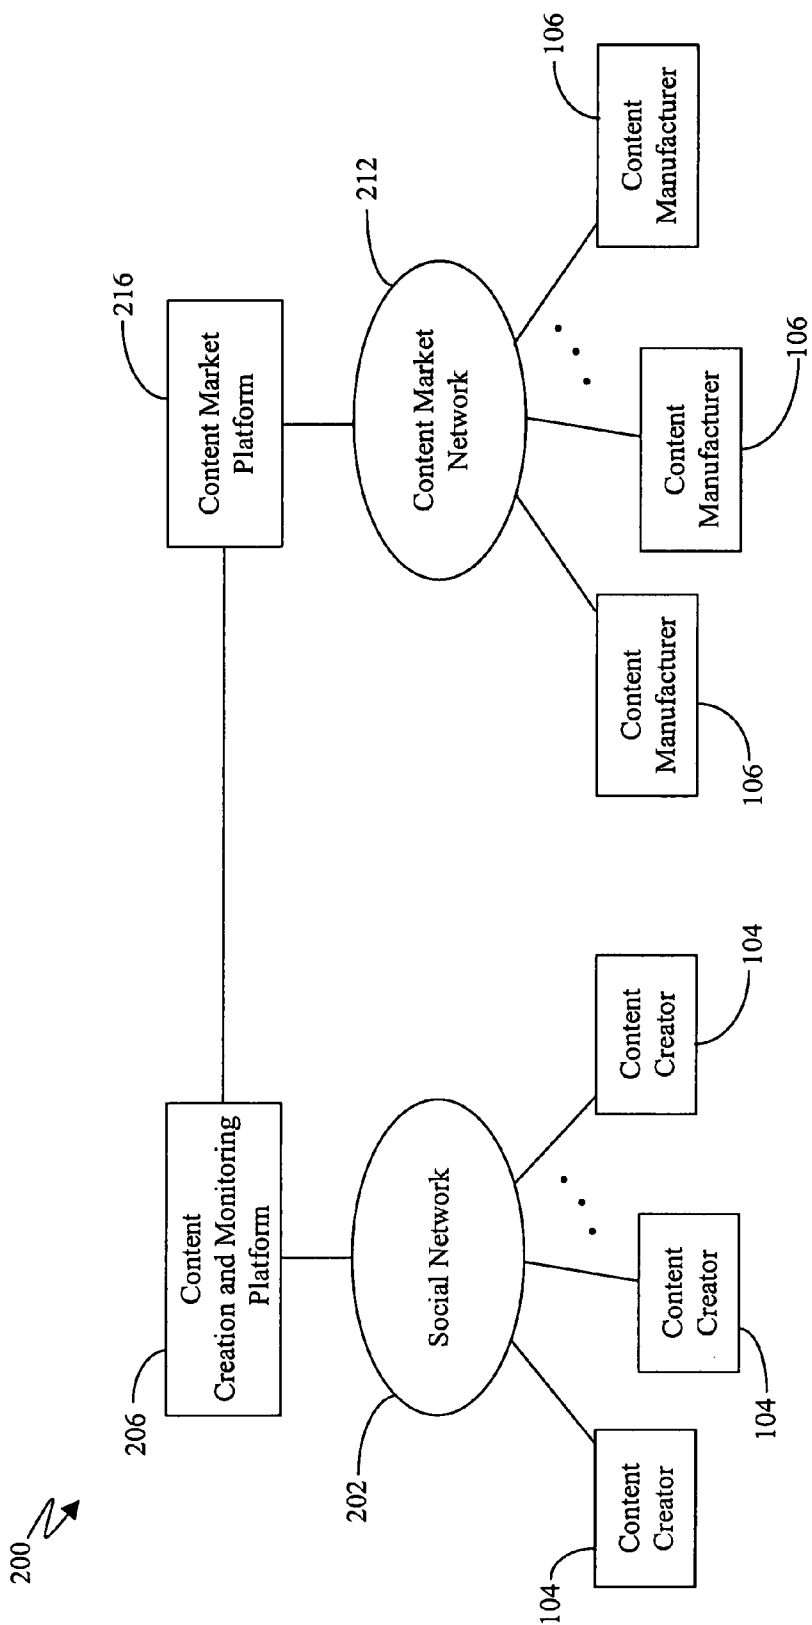 200
206
Content
Creation and Monitoring
Platform
216
Content Market
Platform
202
Social Network
212
Content Market
Network
104
Content
Creator
Content
Creator
104
Content
Creator
104
Content
Manufacturer
106
Content
Manufacturer
106
Content
Manufacturer
106